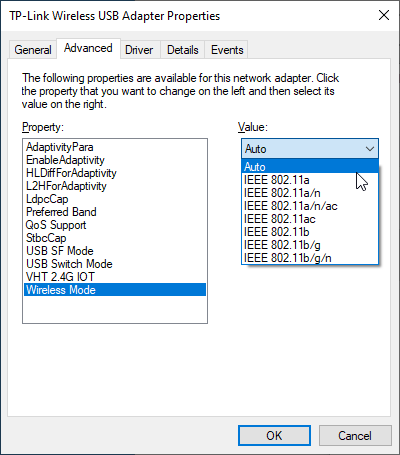 TP-Link Wireless USB Adapter Properties
General
Advanced
Driver
Details
Events
The following properties are available for this network adapter. Click
the property that you want to change on the left and then select its
value on the right.
Property:
AdaptivityPara
EnableAdaptivity
HLDiffForAdaptivity
L2HForAdaptivity
LdpcCap
Preferred Band
QoS Support
StbcCap
USB SF Mode
USB Switch Mode
VHT 2.4G IOT
Wireless Mode
Value:
Auto
Auto
IEEE 802.11a
IEEE 802.11a/n
IEEE 802.11a/n/ac
IEEE 802.11ac
IEEE 802.11b
IEEE 802.11b/g
IEEE 802.11b/g/n
OK
Cancel